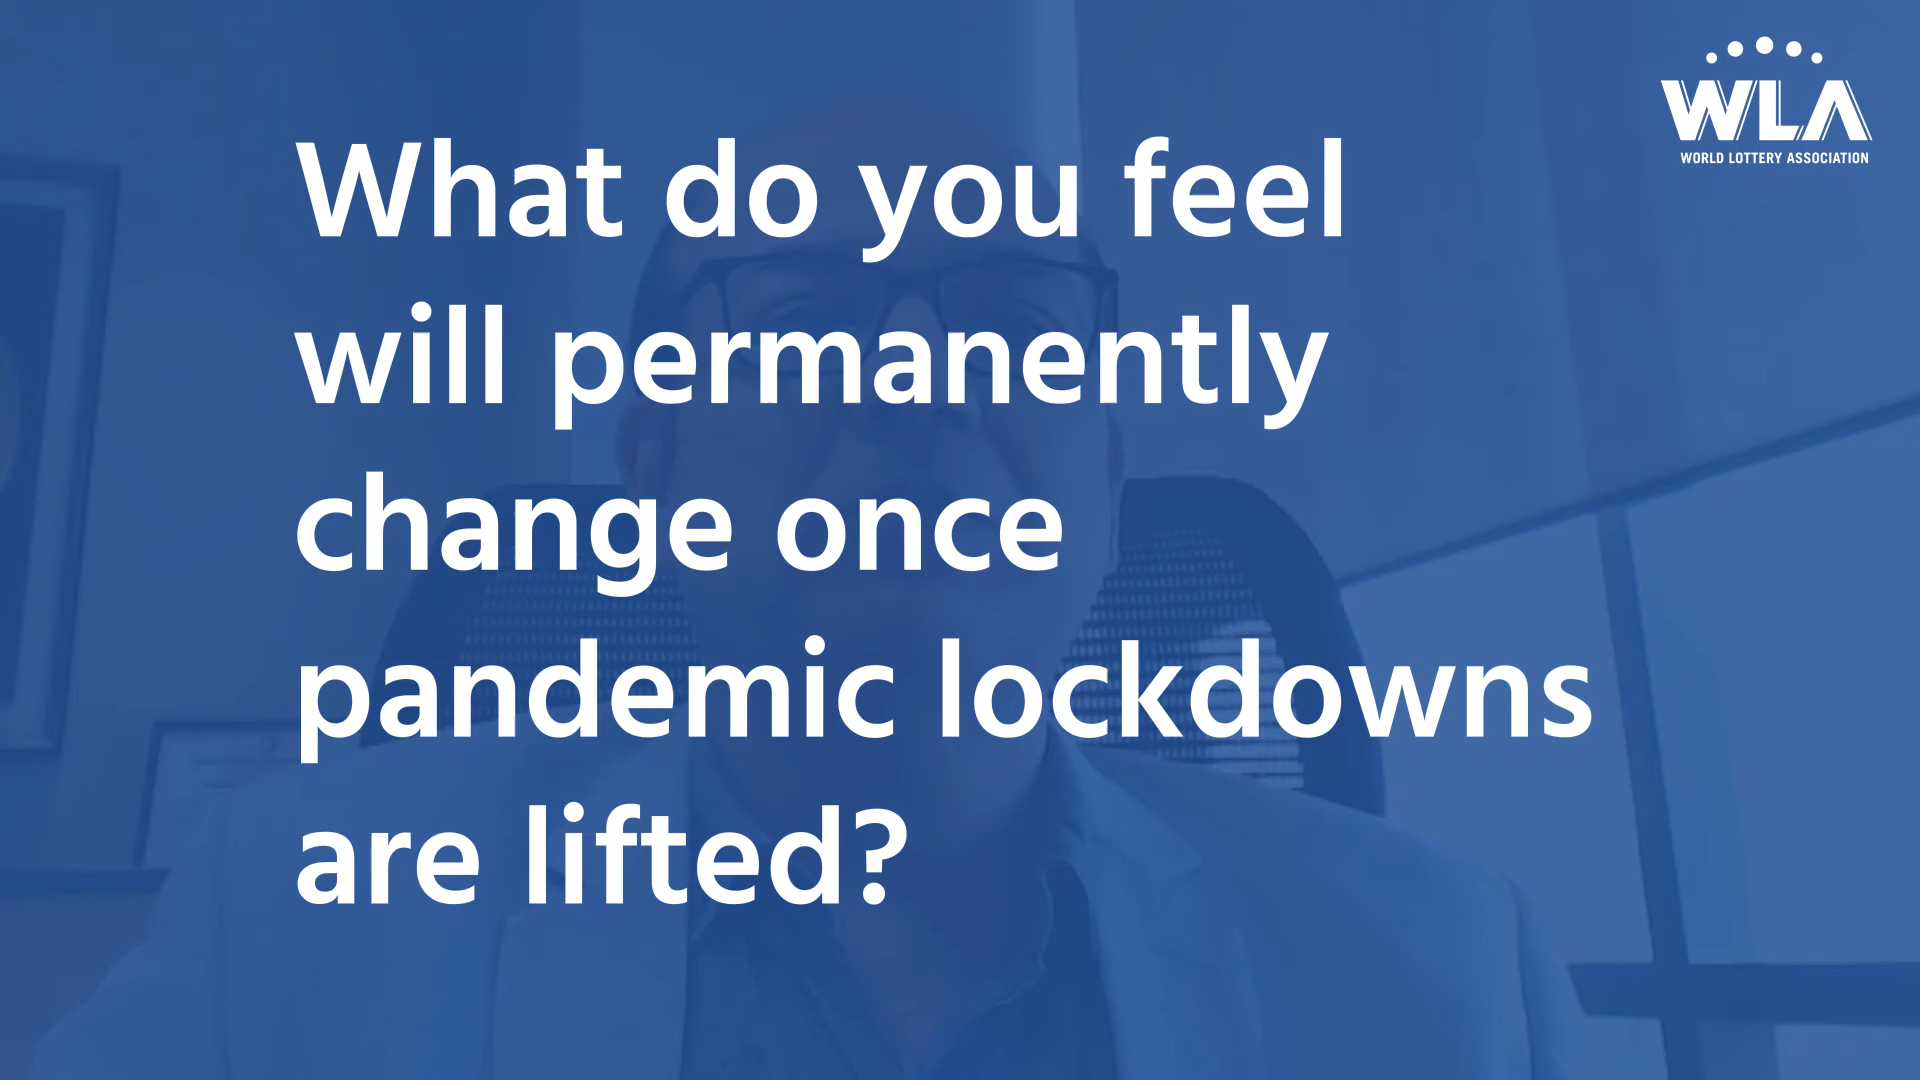 WLA
WORLD LOTTERY ASSOCIATION
What do you feel
will permanently
change once
pandemic lockdowns
are lifted?